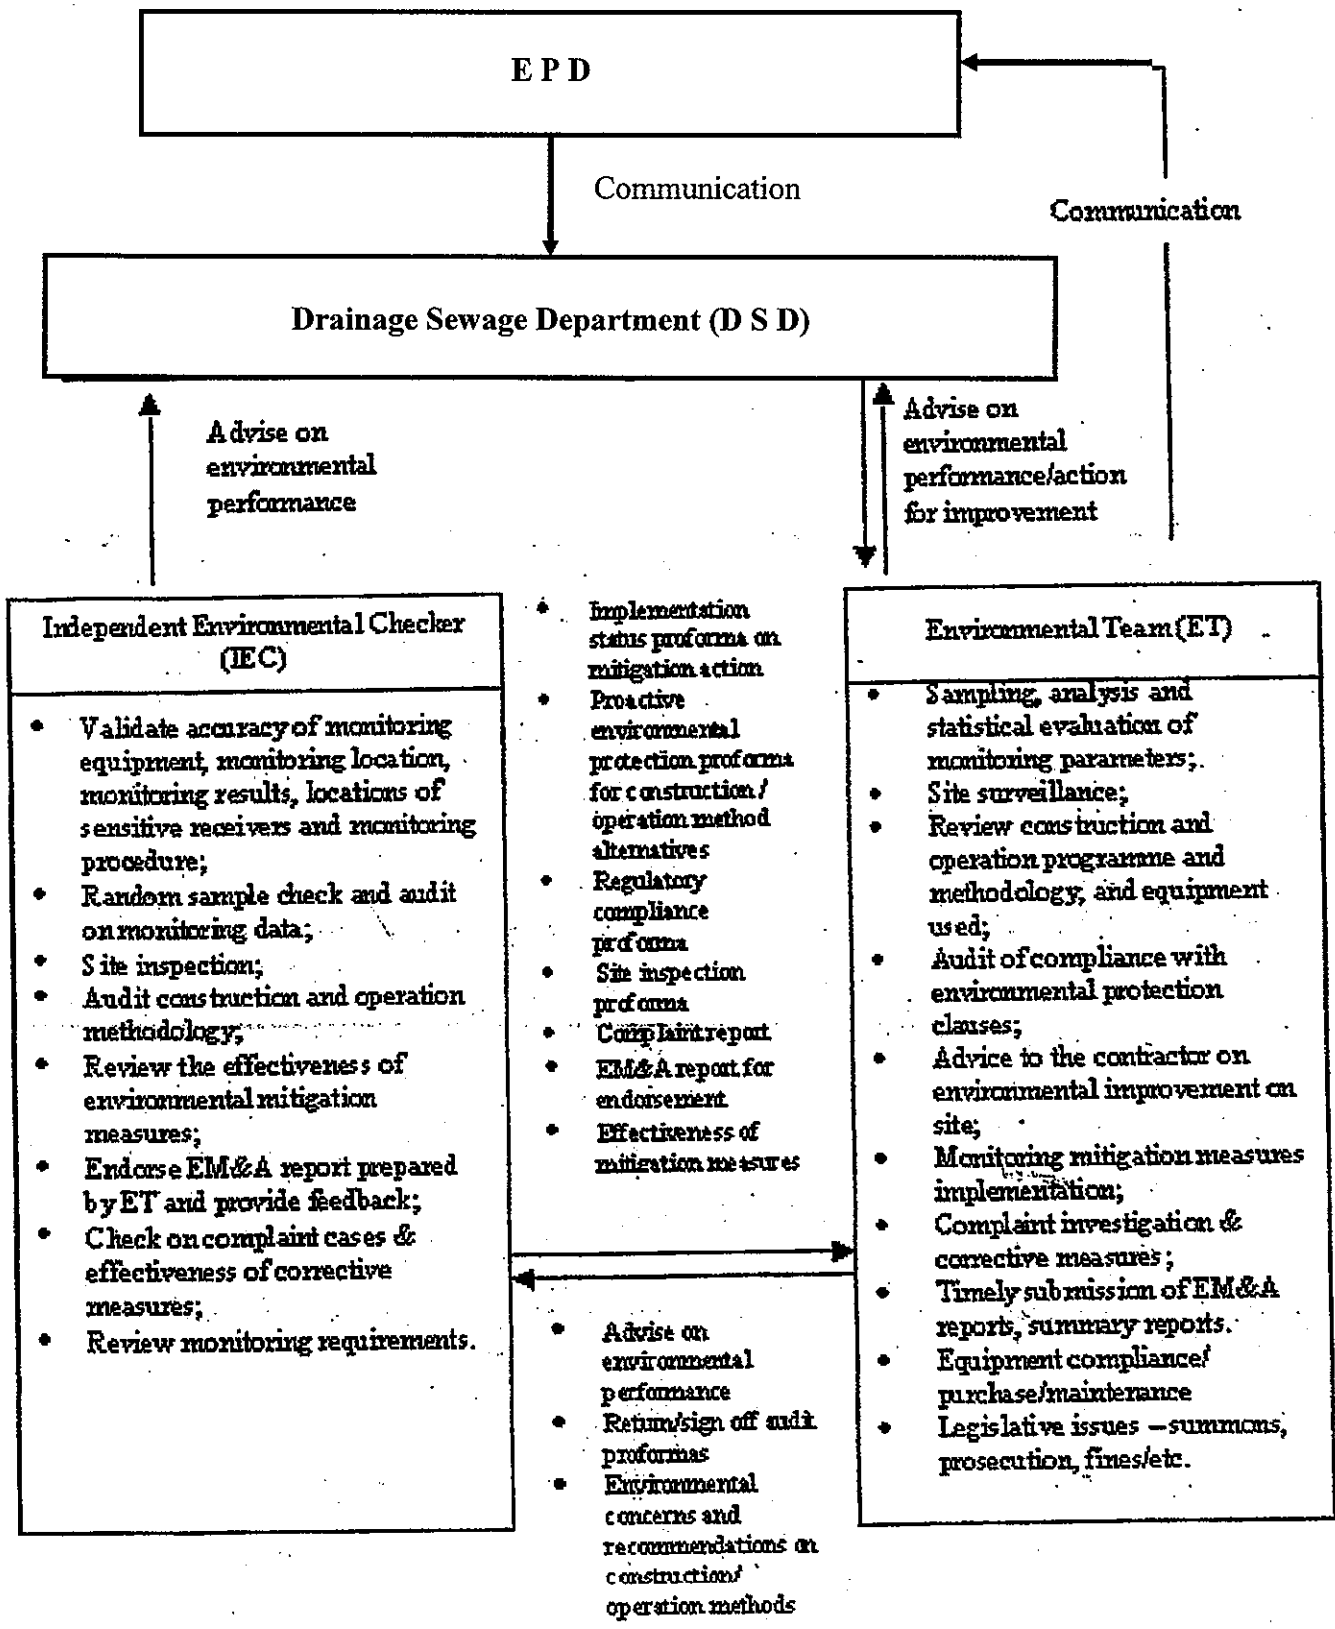 E P D
Communication
Communication
Drainage Sewage Department (D S D)
Advise on
environmental
performance
Advise on
environmental
performance/action
for improvement
Independent Environmental Checker
(IEC)
• Validate accuracy of monitoring
equipment, monitoring location,
monitoring results, locations of
sensitive receivers and monitoring
procedure;
• Random sample check and audit
on monitoring data;
• Site inspection;
• Audit construction and operation
methodology;
• Review the effectiveness of
environmental mitigation
measures;
• Endorse EM&A report prepared
by ET and provide feedback;
• Check on complaint cases &
effectiveness of corrective
measures;
• Review monitoring requirements.
• Implementation
status proforma on
mitigation action
• Proactive
environmental
protection proforma
for construction /
operation method
alternatives
• Regulatory
compliance
proforma
• Site inspection
proforma
• Complaint report
• EM&A report for
endorsement
• Effectiveness of
mitigation measures
• Advise on
environmental
performance
• Return/sign off audit
proformas
• Environmental
concerns and
recommendations on
construction/
operation methods
Environmental Team (ET)
• Sampling, analysis and
statistical evaluation of
monitoring parameters;
• Site surveillance;
• Review construction and
operation programme and
methodology, and equipment
used;
• Audit of compliance with
environmental protection
clauses;
• Advice to the contractor on
environmental improvement on
site;
• Monitoring mitigation measures
implementation;
• Complaint investigation &
corrective measures;
• Timely submission of EM&A
reports, summary reports.
• Equipment compliance/
purchase/maintenance
• Legislative issues – summons,
prosecution, fines/etc.